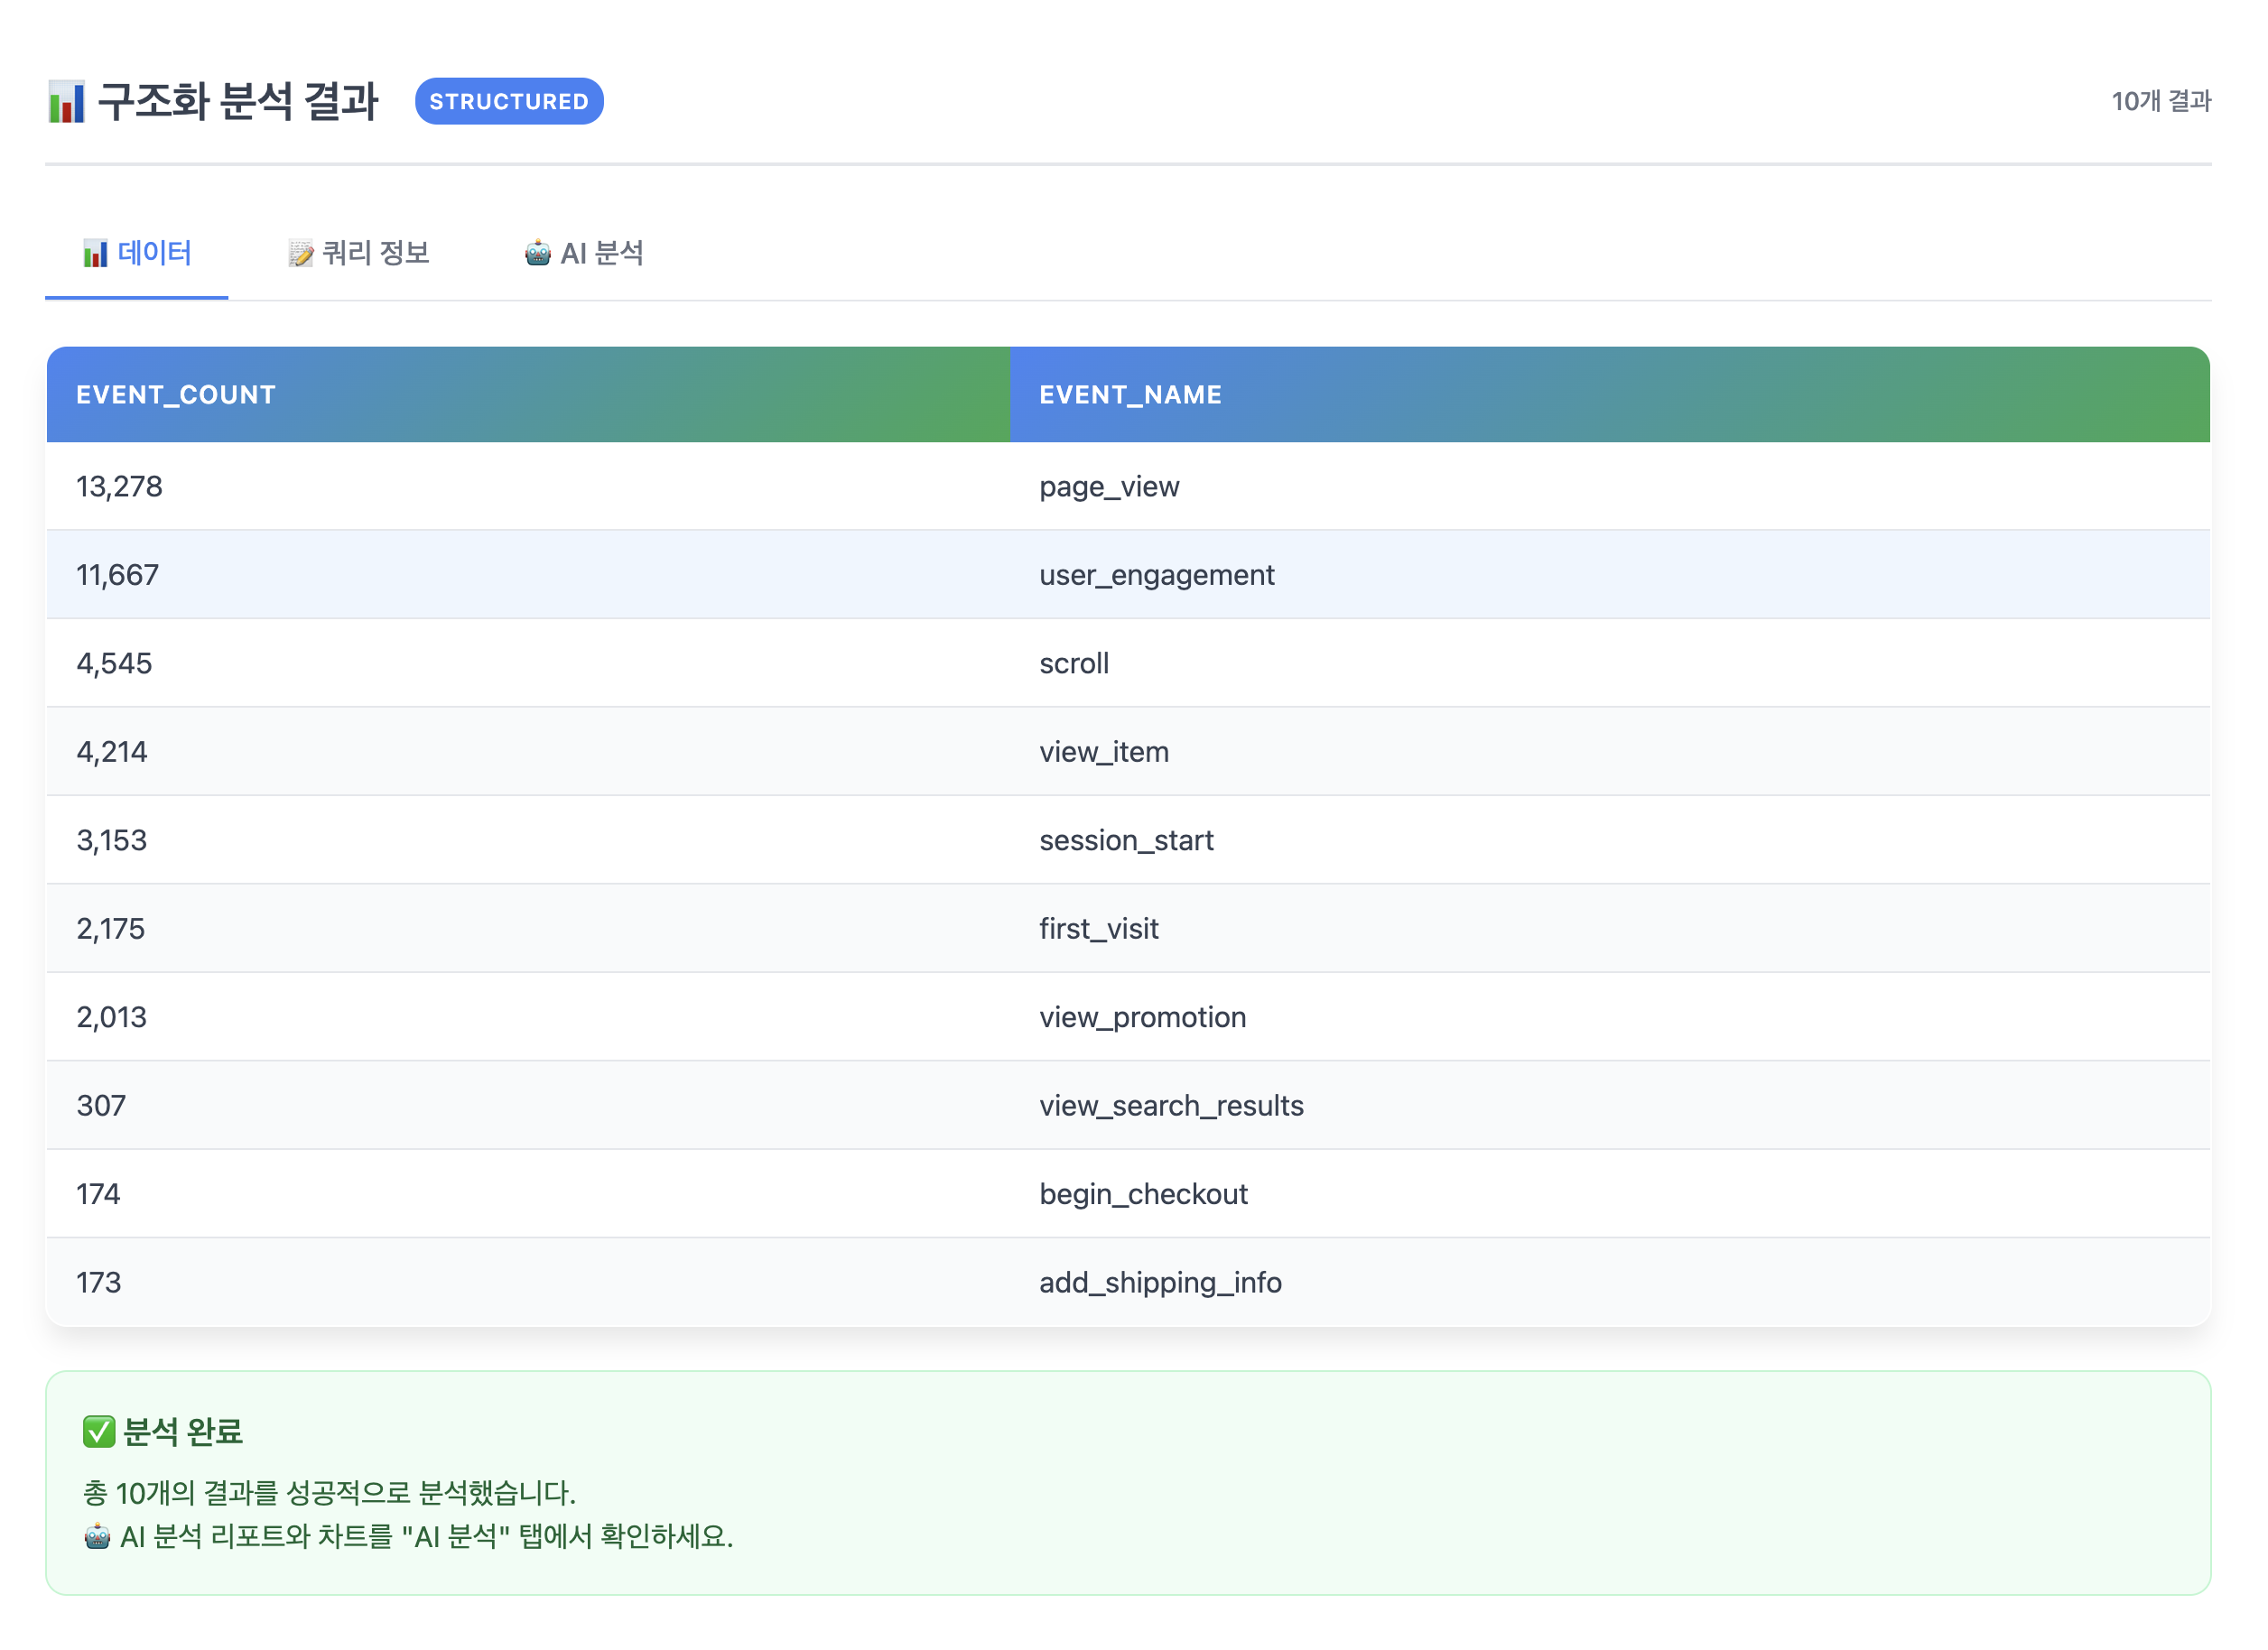 구조화 분석 결과 STRUCTURED 10개 결과
데이터 쿼리 정보 AI 분석
EVENT_COUNT EVENT_NAME
13,278 page_view
11,667 user_engagement
4,545 scroll
4,214 view_item
3,153 session_start
2,175 first_visit
2,013 view_promotion
307 view_search_results
174 begin_checkout
173 add_shipping_info
분석 완료
총 10개의 결과를 성공적으로 분석했습니다.
AI 분석 리포트와 차트를 "AI 분석" 탭에서 확인하세요.